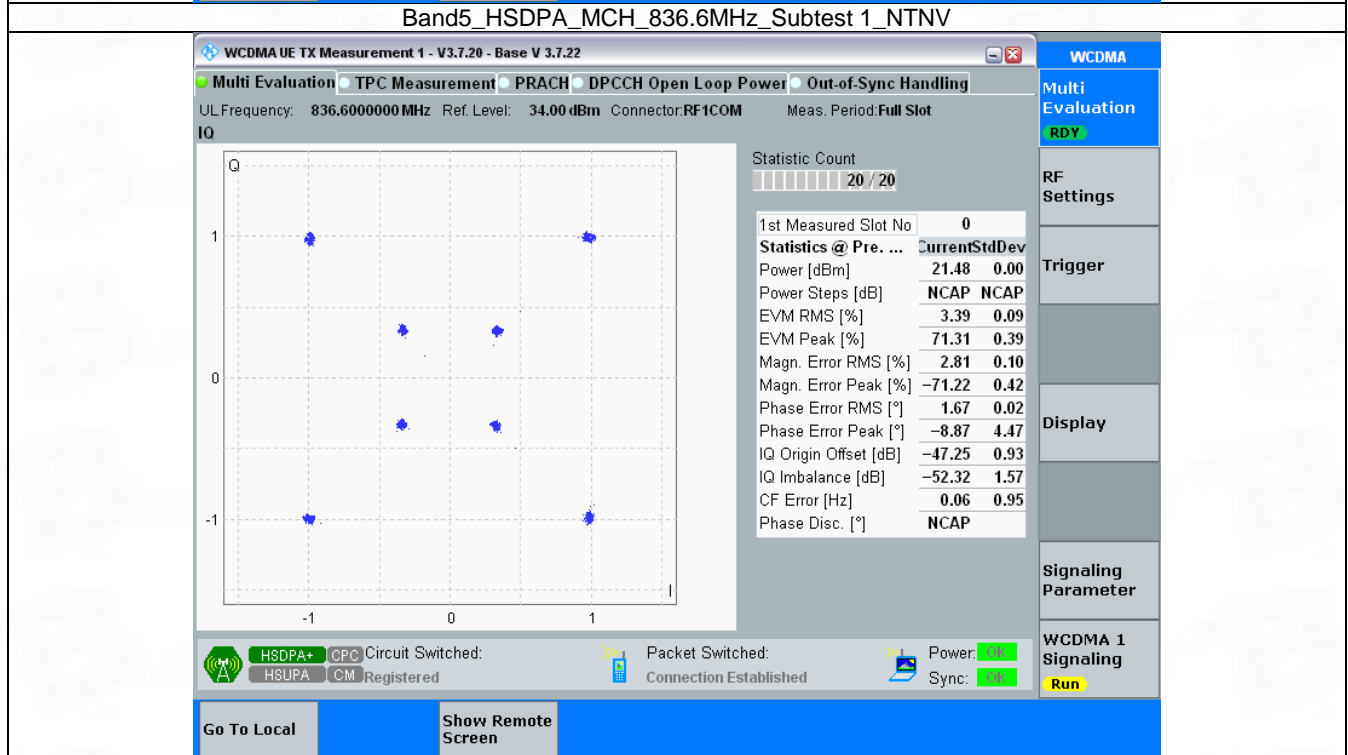 Band5_HSDPA_MCH_836.6MHz_Subtest 1_NTNV
WCDMA UE TX Measurement 1 - V3.7.20 - Base V 3.7.22
WCDMA
Multi Evaluation TPC Measurement PRACH DPCCH Open Loop Power Out-of-Sync Handling
Multi
Evaluation
RDY
UL Frequency: 836.6000000 MHz Ref. Level: 34.00 dBm Connector:RF1COM Meas. Period:Full Slot
IQ
Q
1
0
-1
-1 0 1
I
Statistic Count
20 / 20
1st Measured Slot No 0
Statistics @ Pre. ... Current StdDev
Power [dBm] 21.48 0.00
Power Steps [dB] NCAP NCAP
EVM RMS [%] 3.39 0.09
EVM Peak [%] 71.31 0.39
Magn. Error RMS [%] 2.81 0.10
Magn. Error Peak [%] −71.22 0.42
Phase Error RMS [°] 1.67 0.02
Phase Error Peak [°] −8.87 4.47
IQ Origin Offset [dB] −47.25 0.93
IQ Imbalance [dB] −52.32 1.57
CF Error [Hz] 0.06 0.95
Phase Disc. [°] NCAP
RF
Settings
Trigger
Display
Signaling
Parameter
WCDMA 1
Signaling
Run
HSDPA+ CPC Circuit Switched: Packet Switched: Power: OK
HSUPA CM Registered Connection Established Sync: OK
Go To Local
Show Remote
Screen